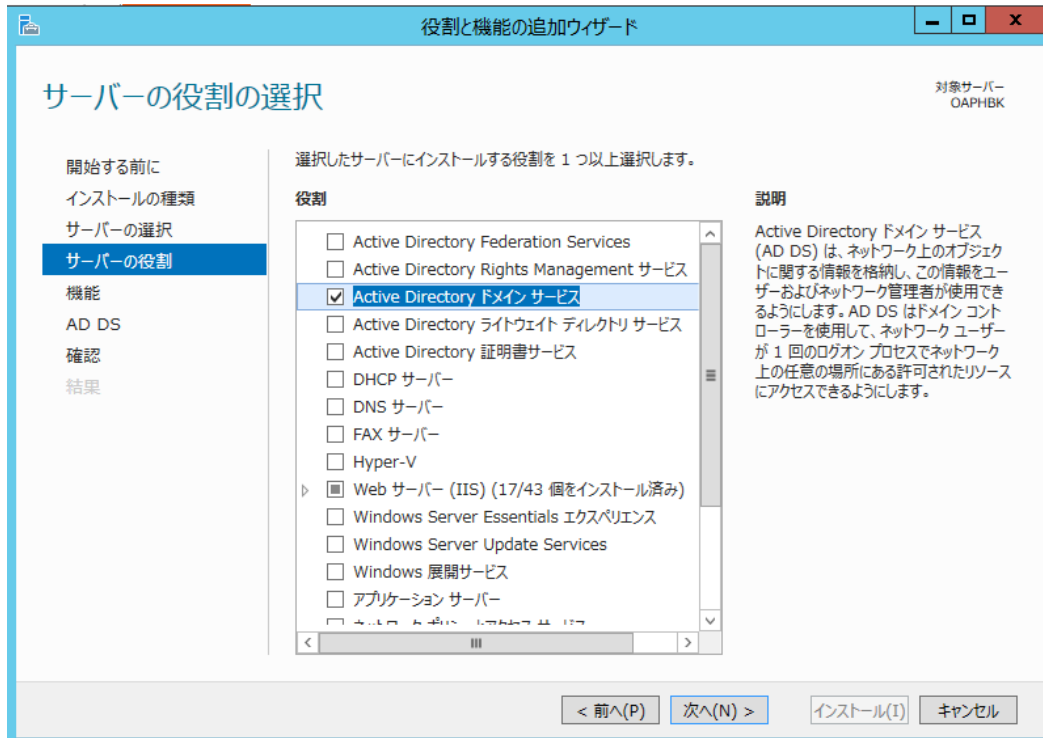 役割と機能の追加ウィザード
サーバーの役割の選択
対象サーバー
OAPHBK
開始する前に
インストールの種類
サーバーの選択
サーバーの役割
機能
AD DS
確認
結果
選択したサーバーにインストールする役割を 1 つ以上選択します。
役割
Active Directory Federation Services
Active Directory Rights Management サービス
Active Directory ドメイン サービス
Active Directory ライトウェイト ディレクトリ サービス
Active Directory 証明書サービス
DHCP サーバー
DNS サーバー
FAX サーバー
Hyper-V
Web サーバー (IIS) (17/43 個をインストール済み)
Windows Server Essentials エクスペリエンス
Windows Server Update Services
Windows 展開サービス
アプリケーション サーバー
説明
Active Directory ドメイン サービス
(AD DS) は、ネットワーク上のオブジェク
トに関する情報を格納し、この情報をユー
ザーおよびネットワーク管理者が使用でき
るようにします。AD DS はドメイン コント
ローラーを使用して、ネットワーク ユーザー
が 1 回のログオン プロセスでネットワーク
上の任意の場所にある許可されたリソース
にアクセスできるようにします。
< 前へ(P)
次へ(N) >
インストール(I)
キャンセル